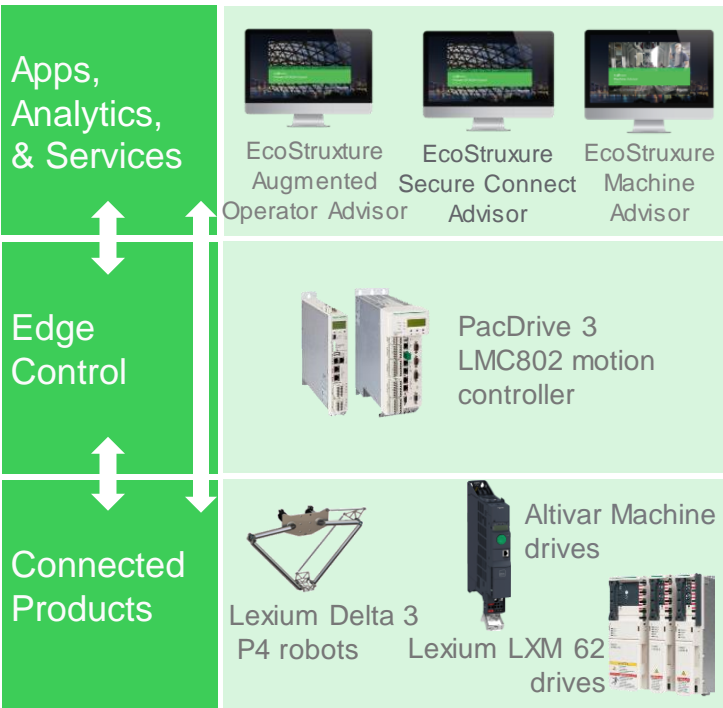 Apps,
Analytics,
& Services
EcoStruxture
Augmented
Operator Advisor
EcoStruxure
Secure Connect
Advisor
EcoStruxure
Machine
Advisor
Edge
Control
PacDrive 3
LMC802 motion
controller
Connected
Products
Lexium Delta 3
P4 robots
Altivar Machine
drives
Lexium LXM 62
drives